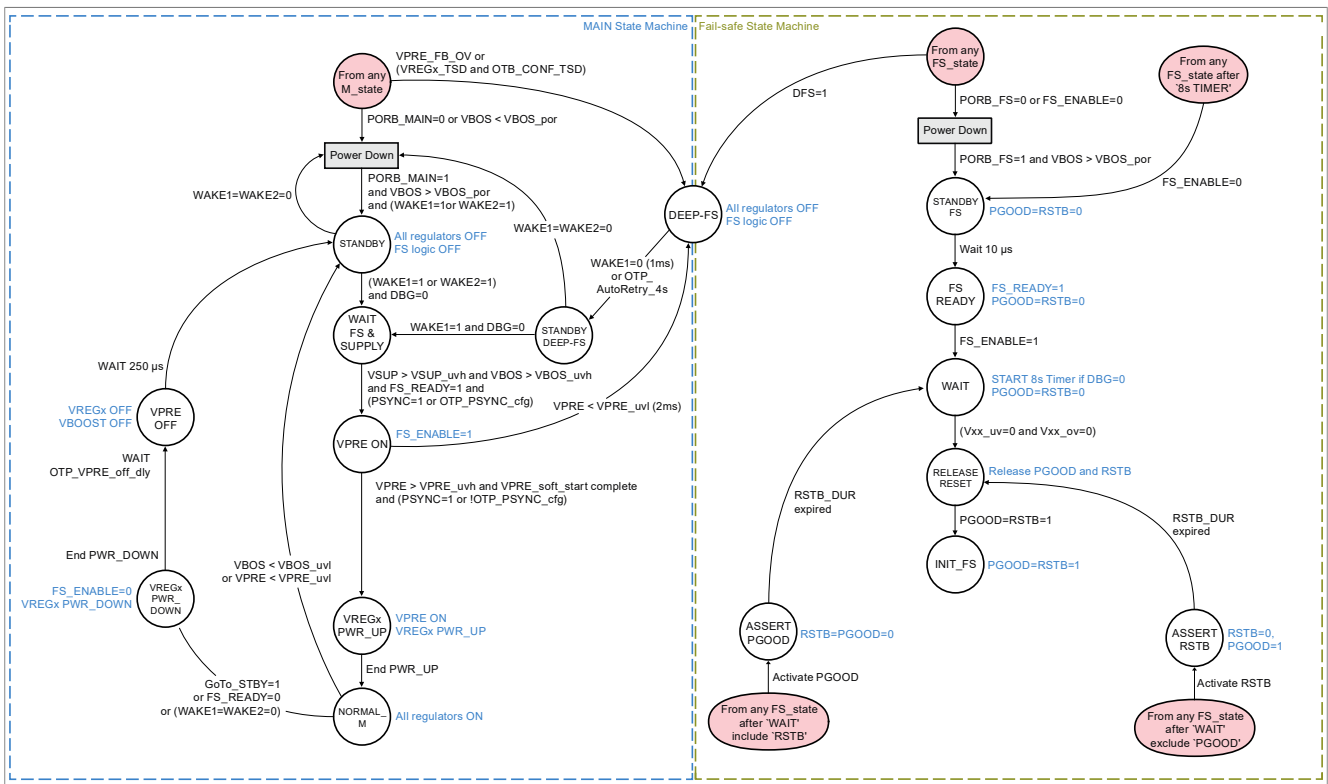 MAIN State Machine
Fail-safe State Machine
From any
M_state
VPRE_FB_OV or
(VREGx_TSD and OTB_CONF_TSD)
PORB_MAIN=0 or VBOS < VBOS_por
Power Down
WAKE1=WAKE2=0
PORB_MAIN=1
and VBOS > VBOS_por
and (WAKE1=1or WAKE2=1)
STANDBY
All regulators OFF
FS logic OFF
WAKE1=WAKE2=0
(WAKE1=1 or WAKE2=1)
and DBG=0
WAIT
FS &
SUPPLY
WAKE1=1 and DBG=0
STANDBY
DEEP-FS
WAKE1=0 (1ms)
or OTP_
AutoRetry_4s
DEEP-FS
All regulators OFF
FS logic OFF
VSUP > VSUP_uvh and VBOS > VBOS_uvh
and FS_READY=1 and
(PSYNC=1 or OTP_PSYNC_cfg)
VPRE < VPRE_uvl (2ms)
VPRE ON
FS_ENABLE=1
WAIT 250 µs
VREGx OFF
VBOOST OFF
VPRE
OFF
WAIT
OTP_VPRE_off_dly
VPRE > VPRE_uvh and VPRE_soft_start complete
and (PSYNC=1 or !OTP_PSYNC_cfg)
End PWR_DOWN
VBOS < VBOS_uvl
or VPRE < VPRE_uvl
FS_ENABLE=0
VREGx PWR_DOWN
VREGx
PWR_
DOWN
VREGx
PWR_UP
VPRE ON
VREGx PWR_UP
End PWR_UP
GoTo_STBY=1
or FS_READY=0
or (WAKE1=WAKE2=0)
NORMAL_
M
All regulators ON
From any
FS_state
DFS=1
PORB_FS=0 or FS_ENABLE=0
From any
FS_state after
`8s TIMER'
Power Down
PORB_FS=1 and VBOS > VBOS_por
FS_ENABLE=0
STANDBY
FS
PGOOD=RSTB=0
Wait 10 µs
FS
READY
FS_READY=1
PGOOD=RSTB=0
FS_ENABLE=1
WAIT
START 8s Timer if DBG=0
PGOOD=RSTB=0
(Vxx_uv=0 and Vxx_ov=0)
RELEASE
RESET
Release PGOOD and RSTB
RSTB_DUR
expired
PGOOD=RSTB=1
RSTB_DUR
expired
INIT_FS
PGOOD=RSTB=1
ASSERT
PGOOD
RSTB=PGOOD=0
ASSERT
RSTB
RSTB=0,
PGOOD=1
Activate PGOOD
Activate RSTB
From any FS_state
after `WAIT'
include `RSTB'
From any FS_state
after `WAIT'
exclude `PGOOD'